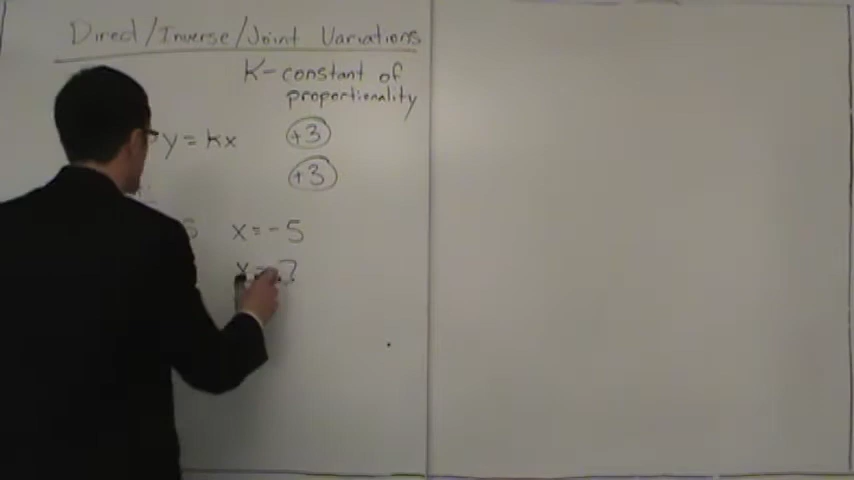 Direct/Inverse/Joint Variations
K-constant of
proportionality
y = kx +3
+3
x = -5
x = ?